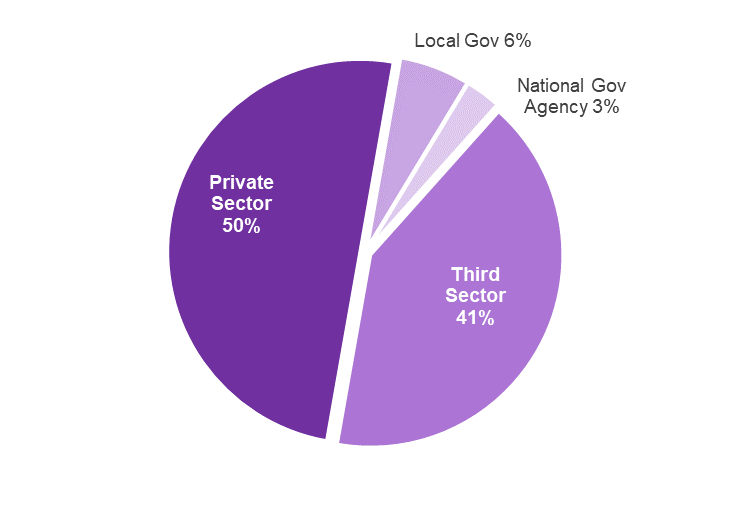 Local Gov 6%
National Gov
Agency 3%
Private
Sector
50%
Third
Sector
41%